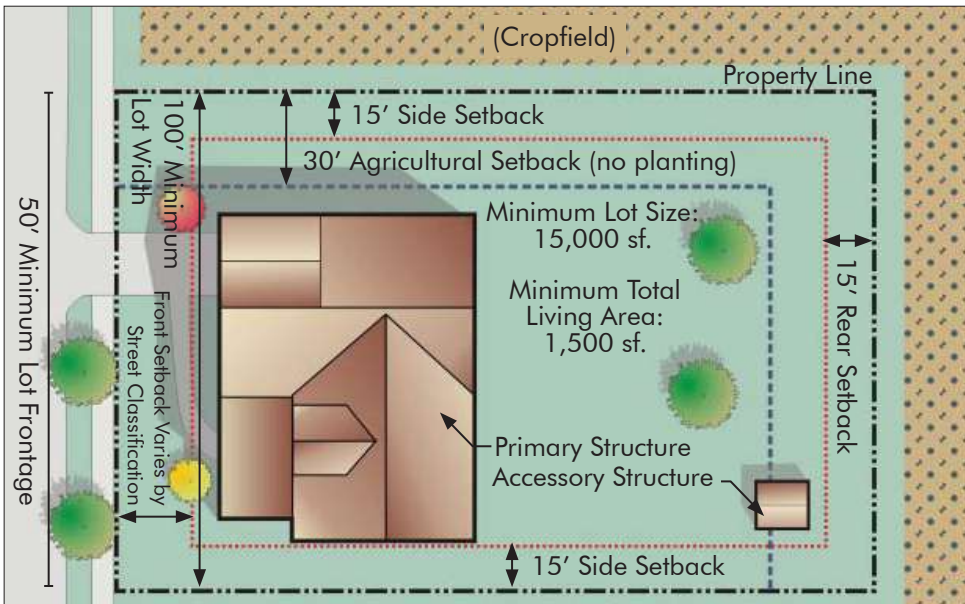 (Cropfield)
Property Line
15' Side Setback
30' Agricultural Setback (no planting)
100' Minimum
Lot Width
50' Minimum Lot Frontage
Minimum Lot Size:
15,000 sf.
Minimum Total
Living Area:
1,500 sf.
15' Rear Setback
Front Setback Varies by
Street Classification
Primary Structure
Accessory Structure
15' Side Setback